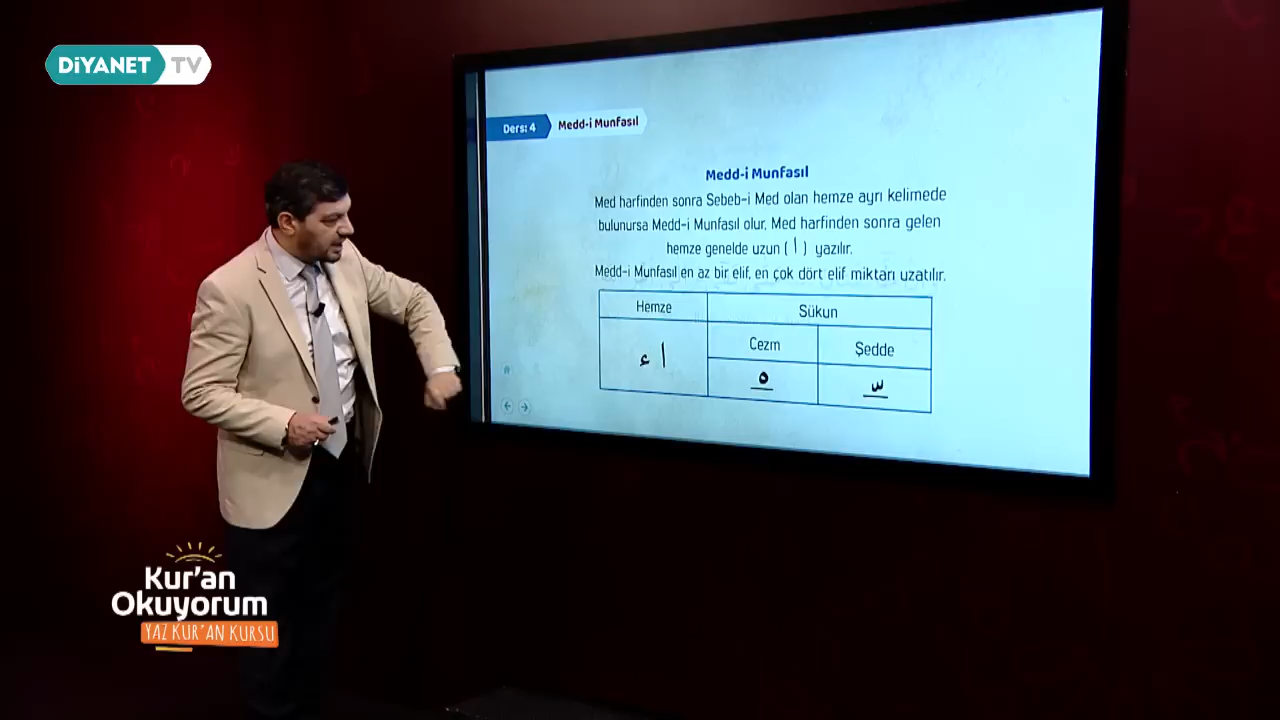 DİYANET TV
Ders: 4 Medd-i Munfasıl
Medd-i Munfasıl
Med harfinden sonra Sebeb-i Med olan hemze ayrı kelimede
bulunursa Medd-i Munfasıl olur. Med harfinden sonra gelen
hemze genelde uzun ( ا ) yazılır.
Medd-i Munfasıl en az bir elif, en çok dört elif miktarı uzatılır.
Hemze Sükun
Cezm Şedde
ا ء
Kur'an
Okuyorum
YAZ KUR'AN KURSU